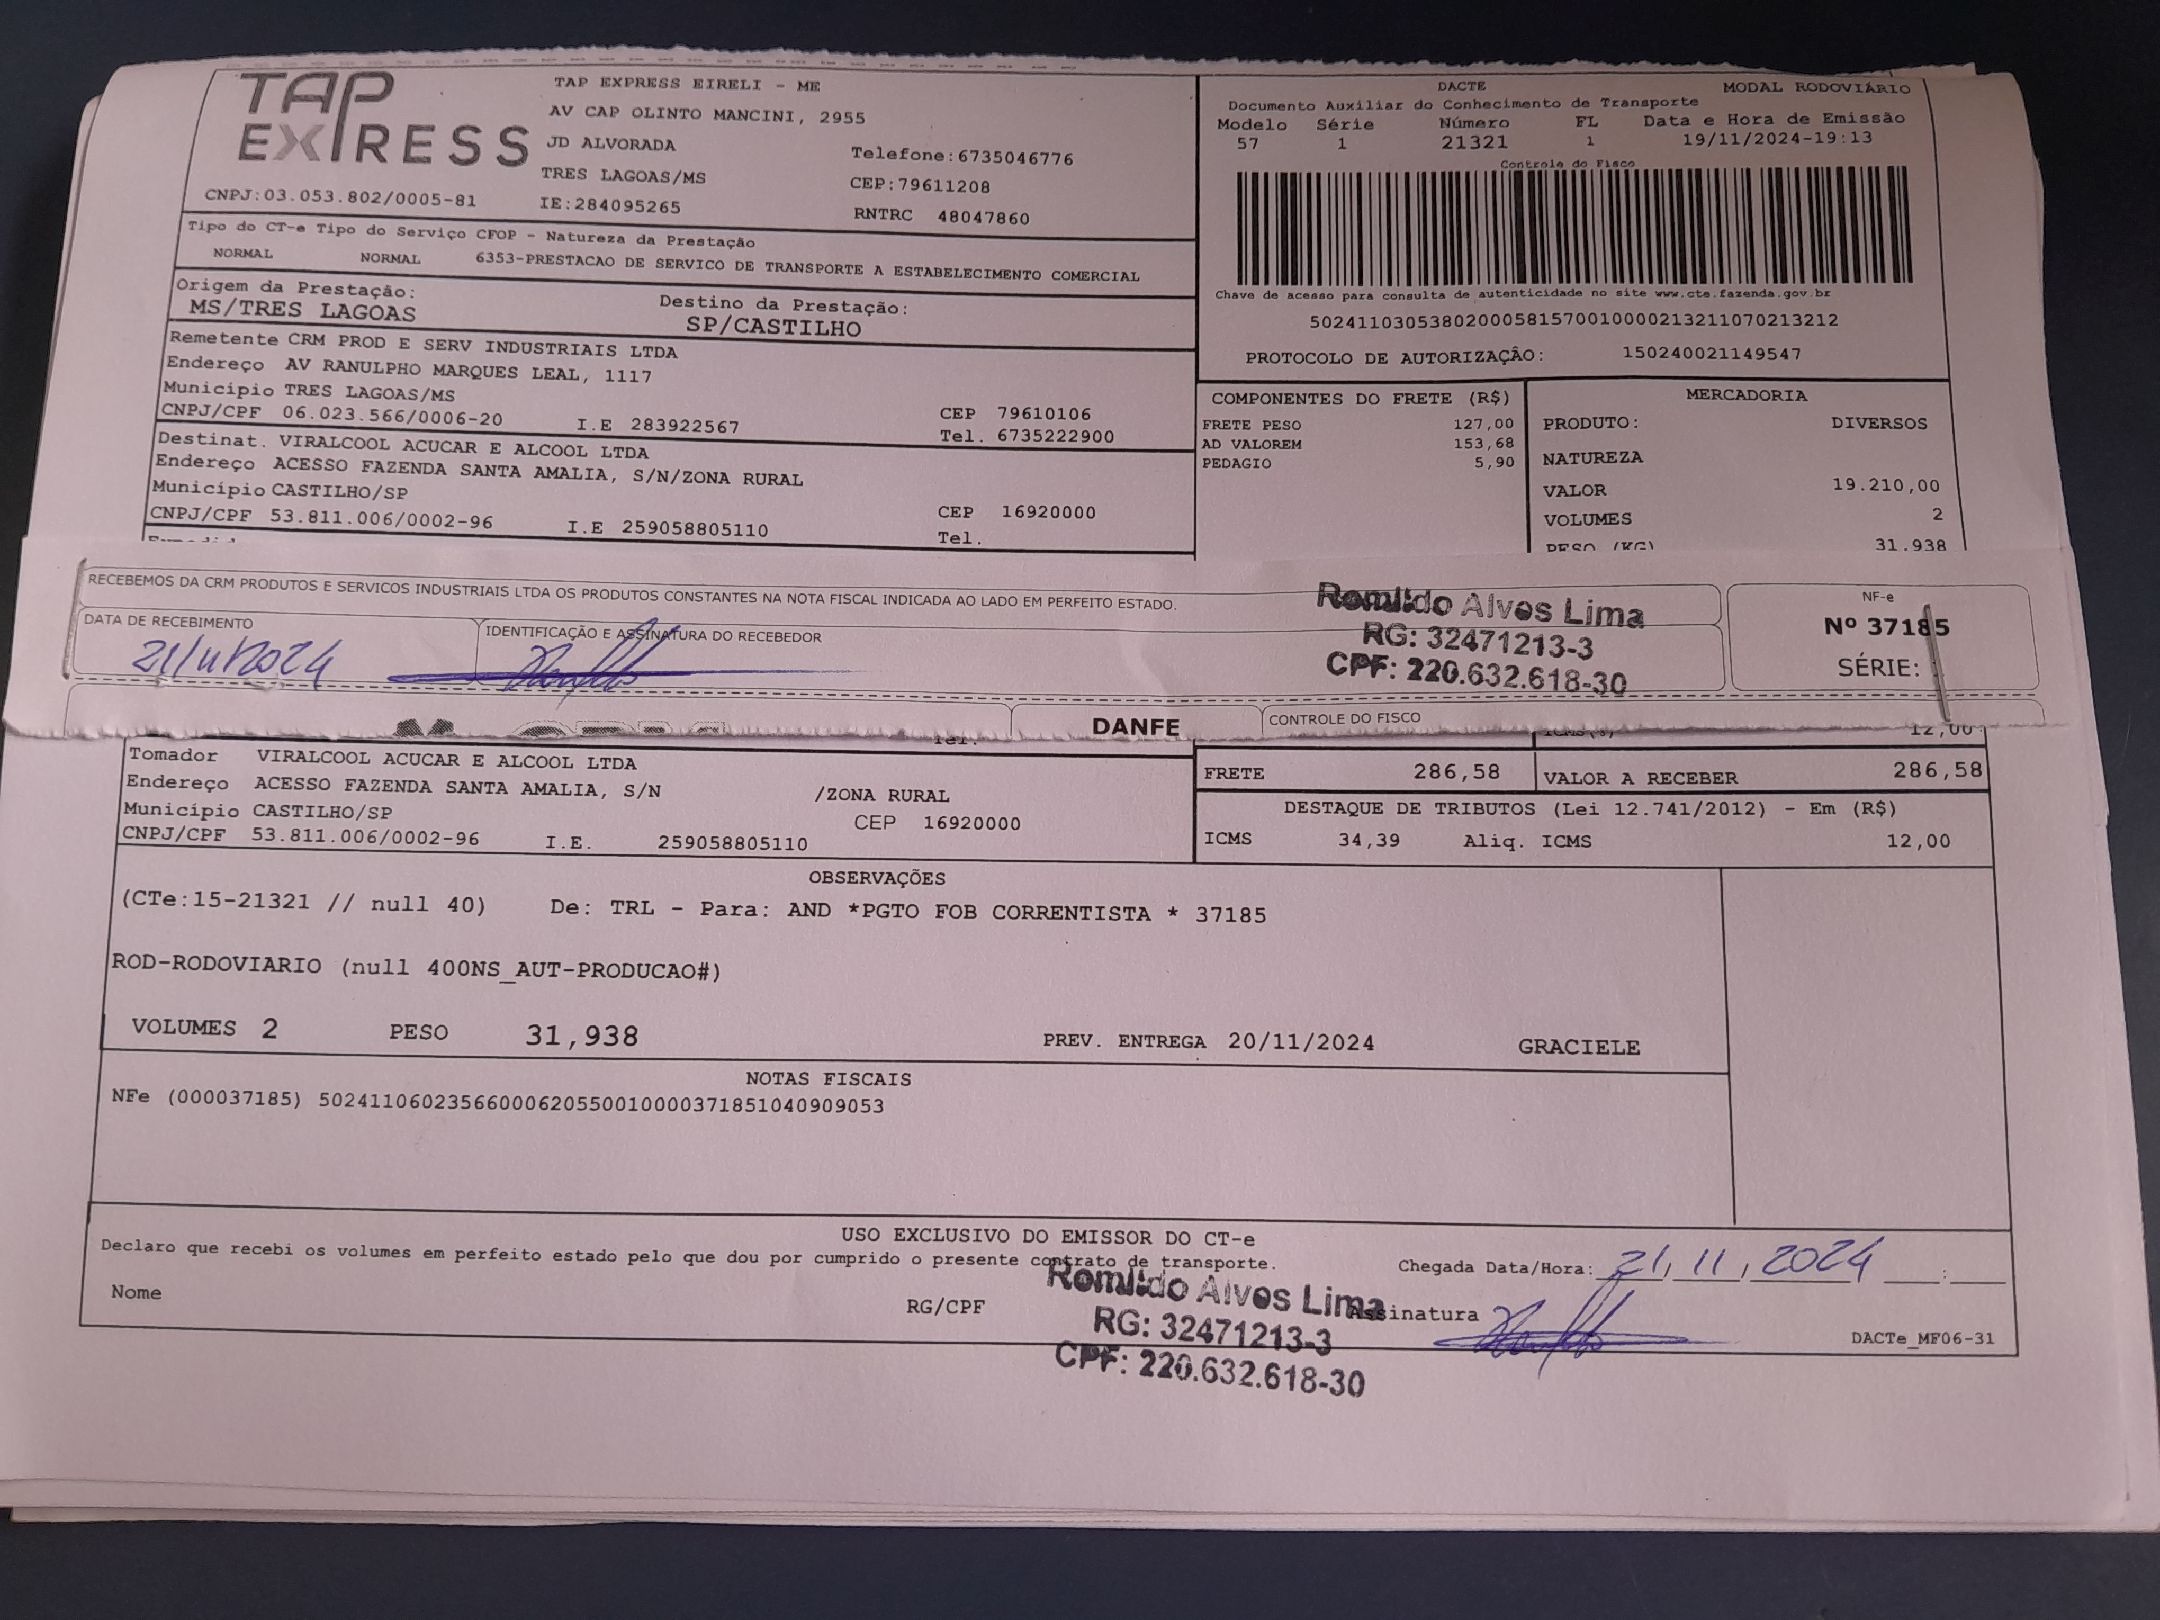 TAP EXPRESS
TAP EXPRESS EIRELI - ME
AV CAP OLINTO MANCINI, 2955
JD ALVORADA
Telefone:6735046776
TRES LAGOAS/MS
CEP:79611208
CNPJ:03.053.802/0005-81
IE:284095265
RNTRC 48047860
DACTE
MODAL RODOVIÁRIO
Documento Auxiliar do Conhecimento de Transporte
Modelo Série Número FL Data e Hora de Emissão
57 1 21321 1 19/11/2024-19:13
Controle do Fisco
Chave de acesso para consulta de autenticidade no site www.cte.fazenda.gov.br
50241103053802000581570010000213211070213212
PROTOCOLO DE AUTORIZAÇÃO: 150240021149547
Tipo do CT-e Tipo do Serviço CFOP - Natureza da Prestação
NORMAL NORMAL 6353-PRESTACAO DE SERVICO DE TRANSPORTE A ESTABELECIMENTO COMERCIAL
Origem da Prestação: Destino da Prestação:
MS/TRES LAGOAS SP/CASTILHO
Remetente CRM PROD E SERV INDUSTRIAIS LTDA
Endereço AV RANULPHO MARQUES LEAL, 1117
Município TRES LAGOAS/MS
CNPJ/CPF 06.023.566/0006-20 I.E 283922567
CEP 79610106
Tel. 6735222900
Destinat. VIRALCOOL ACUCAR E ALCOOL LTDA
Endereço ACESSO FAZENDA SANTA AMALIA, S/N/ZONA RURAL
Município CASTILHO/SP
CNPJ/CPF 53.811.006/0002-96 I.E 259058805110
CEP 16920000
Tel.
COMPONENTES DO FRETE (R$)
FRETE PESO 127,00
AD VALOREM 153,68
PEDAGIO 5,90
MERCADORIA
PRODUTO: DIVERSOS
NATUREZA
VALOR 19.210,00
VOLUMES 2
PESO (KG) 31,938
RECEBEMOS DA CRM PRODUTOS E SERVICOS INDUSTRIAIS LTDA OS PRODUTOS CONSTANTES NA NOTA FISCAL INDICADA AO LADO EM PERFEITO ESTADO.
DATA DE RECEBIMENTO
21/11/2024
IDENTIFICAÇÃO E ASSINATURA DO RECEBEDOR
Romildo Alves Lima
RG: 32471213-3
CPF: 220.632.618-30
NF-e
Nº 37185
SÉRIE:
DANFE
CONTROLE DO FISCO
12,00
Tomador VIRALCOOL ACUCAR E ALCOOL LTDA
Endereço ACESSO FAZENDA SANTA AMALIA, S/N /ZONA RURAL
Município CASTILHO/SP CEP 16920000
CNPJ/CPF 53.811.006/0002-96 I.E. 259058805110
FRETE 286,58 VALOR A RECEBER 286,58
DESTAQUE DE TRIBUTOS (Lei 12.741/2012) - Em (R$)
ICMS 34,39 Aliq. ICMS 12,00
OBSERVAÇÕES
(CTe:15-21321 // null 40) De: TRL - Para: AND *PGTO FOB CORRENTISTA * 37185
ROD-RODOVIARIO (null 400NS_AUT-PRODUCAO#)
VOLUMES 2 PESO 31,938 PREV. ENTREGA 20/11/2024 GRACIELE
NOTAS FISCAIS
NFe (000037185) 50241106023566000620550010000371851040909053
USO EXCLUSIVO DO EMISSOR DO CT-e
Declaro que recebi os volumes em perfeito estado pelo que dou por cumprido o presente contrato de transporte.
Chegada Data/Hora: 21,11,2024 :
Nome RG/CPF Assinatura
Romildo Alves Lima
RG: 32471213-3
CPF: 220.632.618-30
DACTe_MF06-31